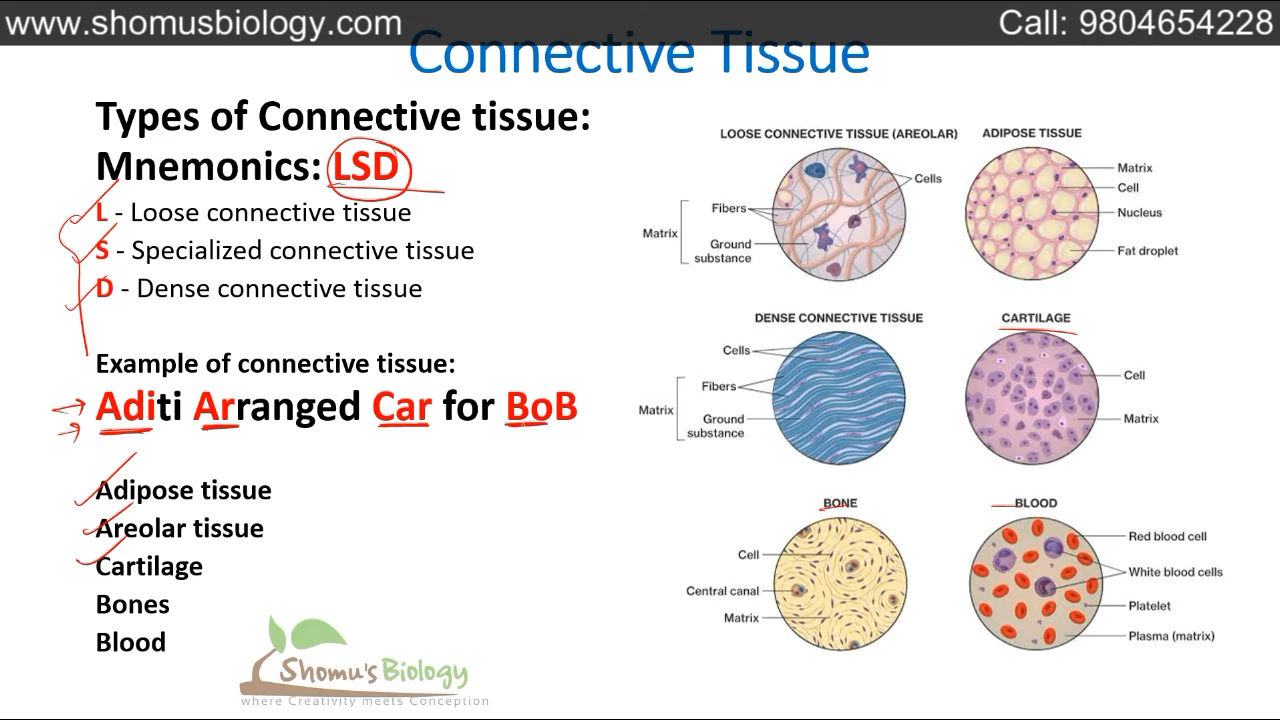 www.shomusbiology.com
Call: 9804654228
Connective Tissue
Types of Connective tissue:
Mnemonics: LSD
L - Loose connective tissue
S - Specialized connective tissue
D - Dense connective tissue
Example of connective tissue:
Aditi Arranged Car for BoB
Adipose tissue
Areolar tissue
Cartilage
Bones
Blood
LOOSE CONNECTIVE TISSUE (AREOLAR)
Cells
Fibers
Matrix
Ground
substance
ADIPOSE TISSUE
Matrix
Cell
Nucleus
Fat droplet
DENSE CONNECTIVE TISSUE
Cells
Fibers
Matrix
Ground
substance
CARTILAGE
Cell
Matrix
BONE
Cell
Central canal
Matrix
BLOOD
Red blood cell
White blood cells
Platelet
Plasma (matrix)
Shomu's Biology
where Creativity meets Conception